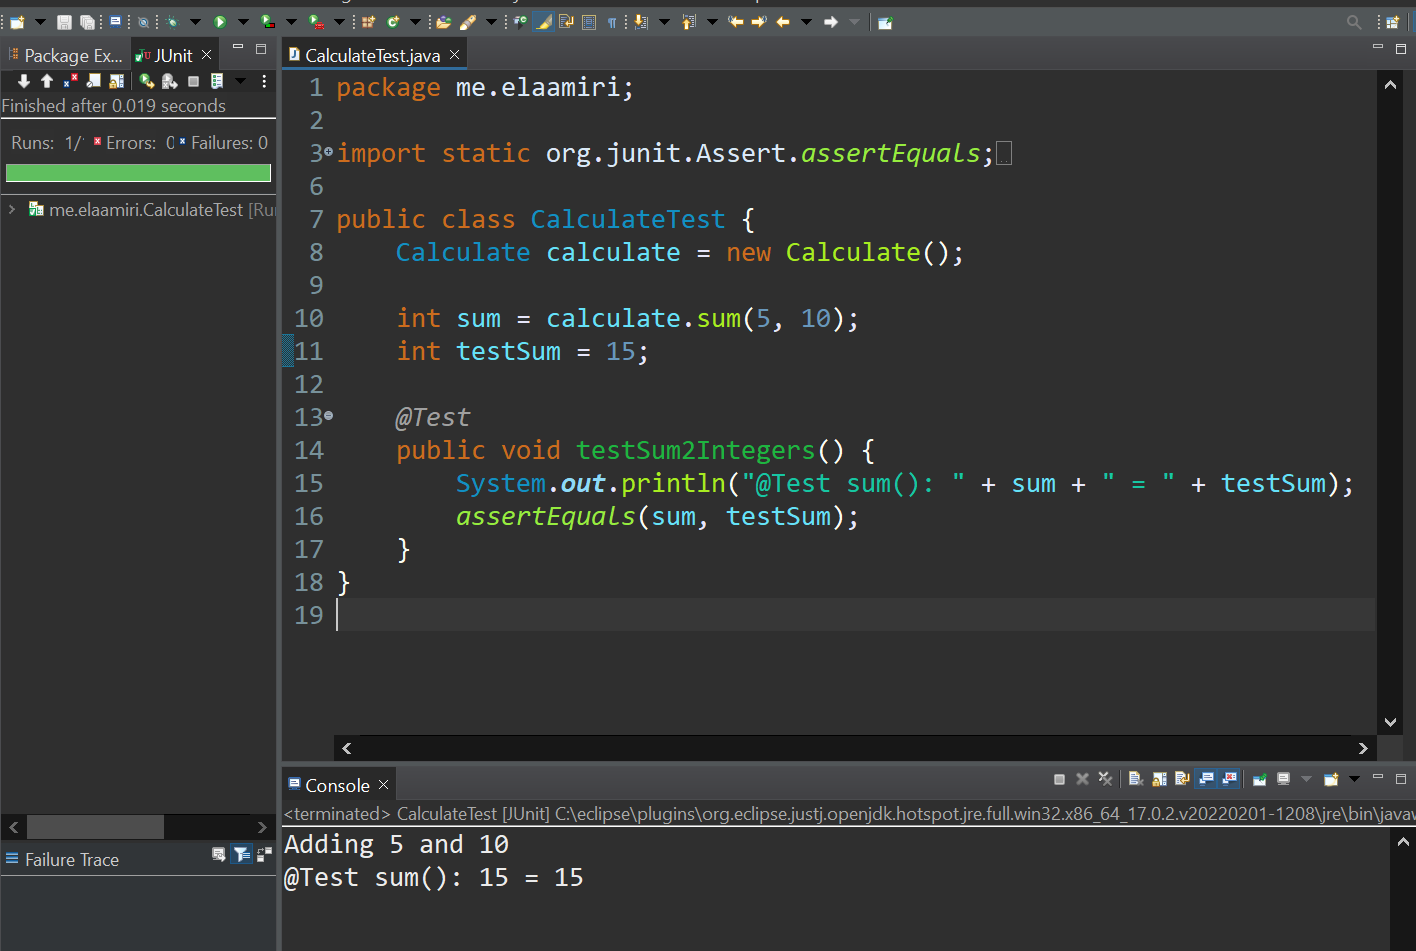 Package Ex...
JUnit
Finished after 0.019 seconds
Runs: 1/
Errors: 0
Failures: 0
me.elaamiri.CalculateTest
Failure Trace
CalculateTest.java
1 package me.elaamiri;
2
3 import static org.junit.Assert.assertEquals;
6
7 public class CalculateTest {
8     Calculate calculate = new Calculate();
9
10     int sum = calculate.sum(5, 10);
11     int testSum = 15;
12
13     @Test
14     public void testSum2Integers() {
15         System.out.println("@Test sum(): " + sum + " = " + testSum);
16         assertEquals(sum, testSum);
17     }
18 }
19
Console
<terminated> CalculateTest [JUnit] C:\eclipse\plugins\org.eclipse.justj.openjdk.hotspot.jre.full.win32.x86_64_17.0.2.v20220201-1208\jre\bin\javaw
Adding 5 and 10
@Test sum(): 15 = 15